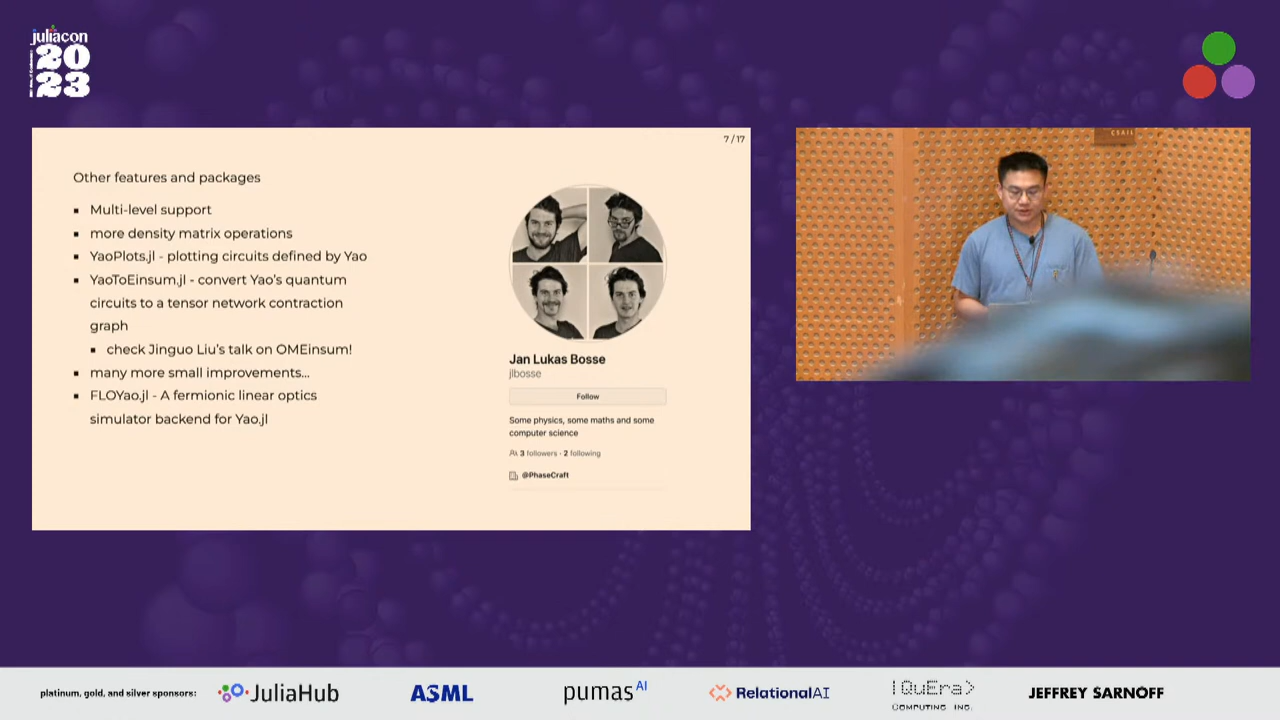 juliacon
20
23
7 / 17
Other features and packages
▪ Multi-level support
▪ more density matrix operations
▪ YaoPlots.jl - plotting circuits defined by Yao
▪ YaoToEinsum.jl - convert Yao's quantum
circuits to a tensor network contraction
graph
▪ check Jinguo Liu's talk on OMEinsum!
▪ many more small improvements...
▪ FLOYao.jl - A fermionic linear optics
simulator backend for Yao.jl
Jan Lukas Bosse
jlbosse
Follow
Some physics, some maths and some
computer science
3 followers · 2 following
@PhaseCraft
CSAIL
platinum, gold, and silver sponsors:
JuliaHub
ASML
pumas AI
RelationalAI
|QuEra>
COMPUTING INC.
JEFFREY SARNOFF